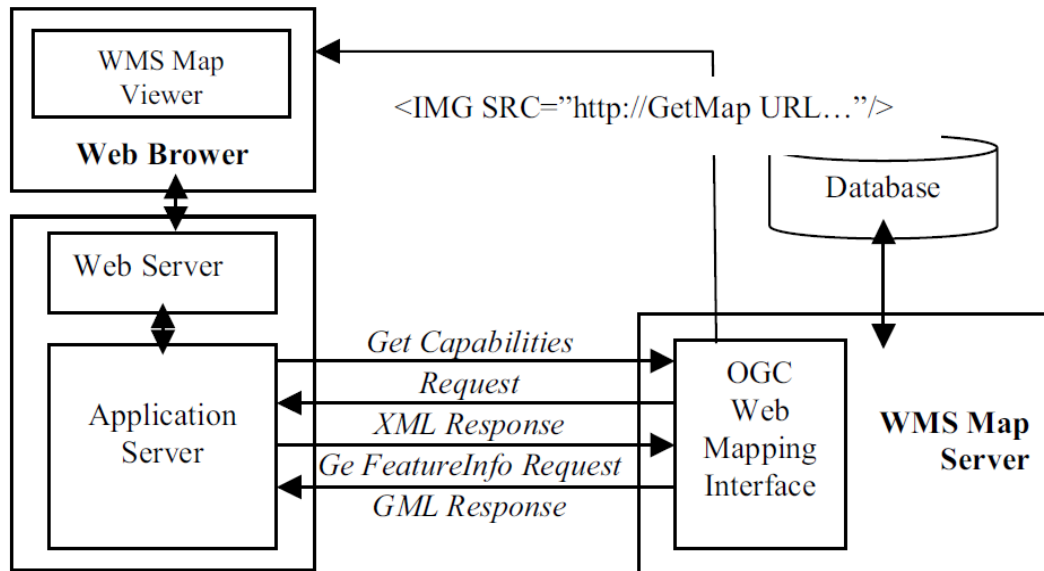 WMS Map
Viewer
Web Brower
<IMG SRC=”http://GetMap URL…”/>
Database
Web Server
Application
Server
Get Capabilities
Request
XML Response
Ge FeatureInfo Request
GML Response
OGC
Web
Mapping
Interface
WMS Map
Server